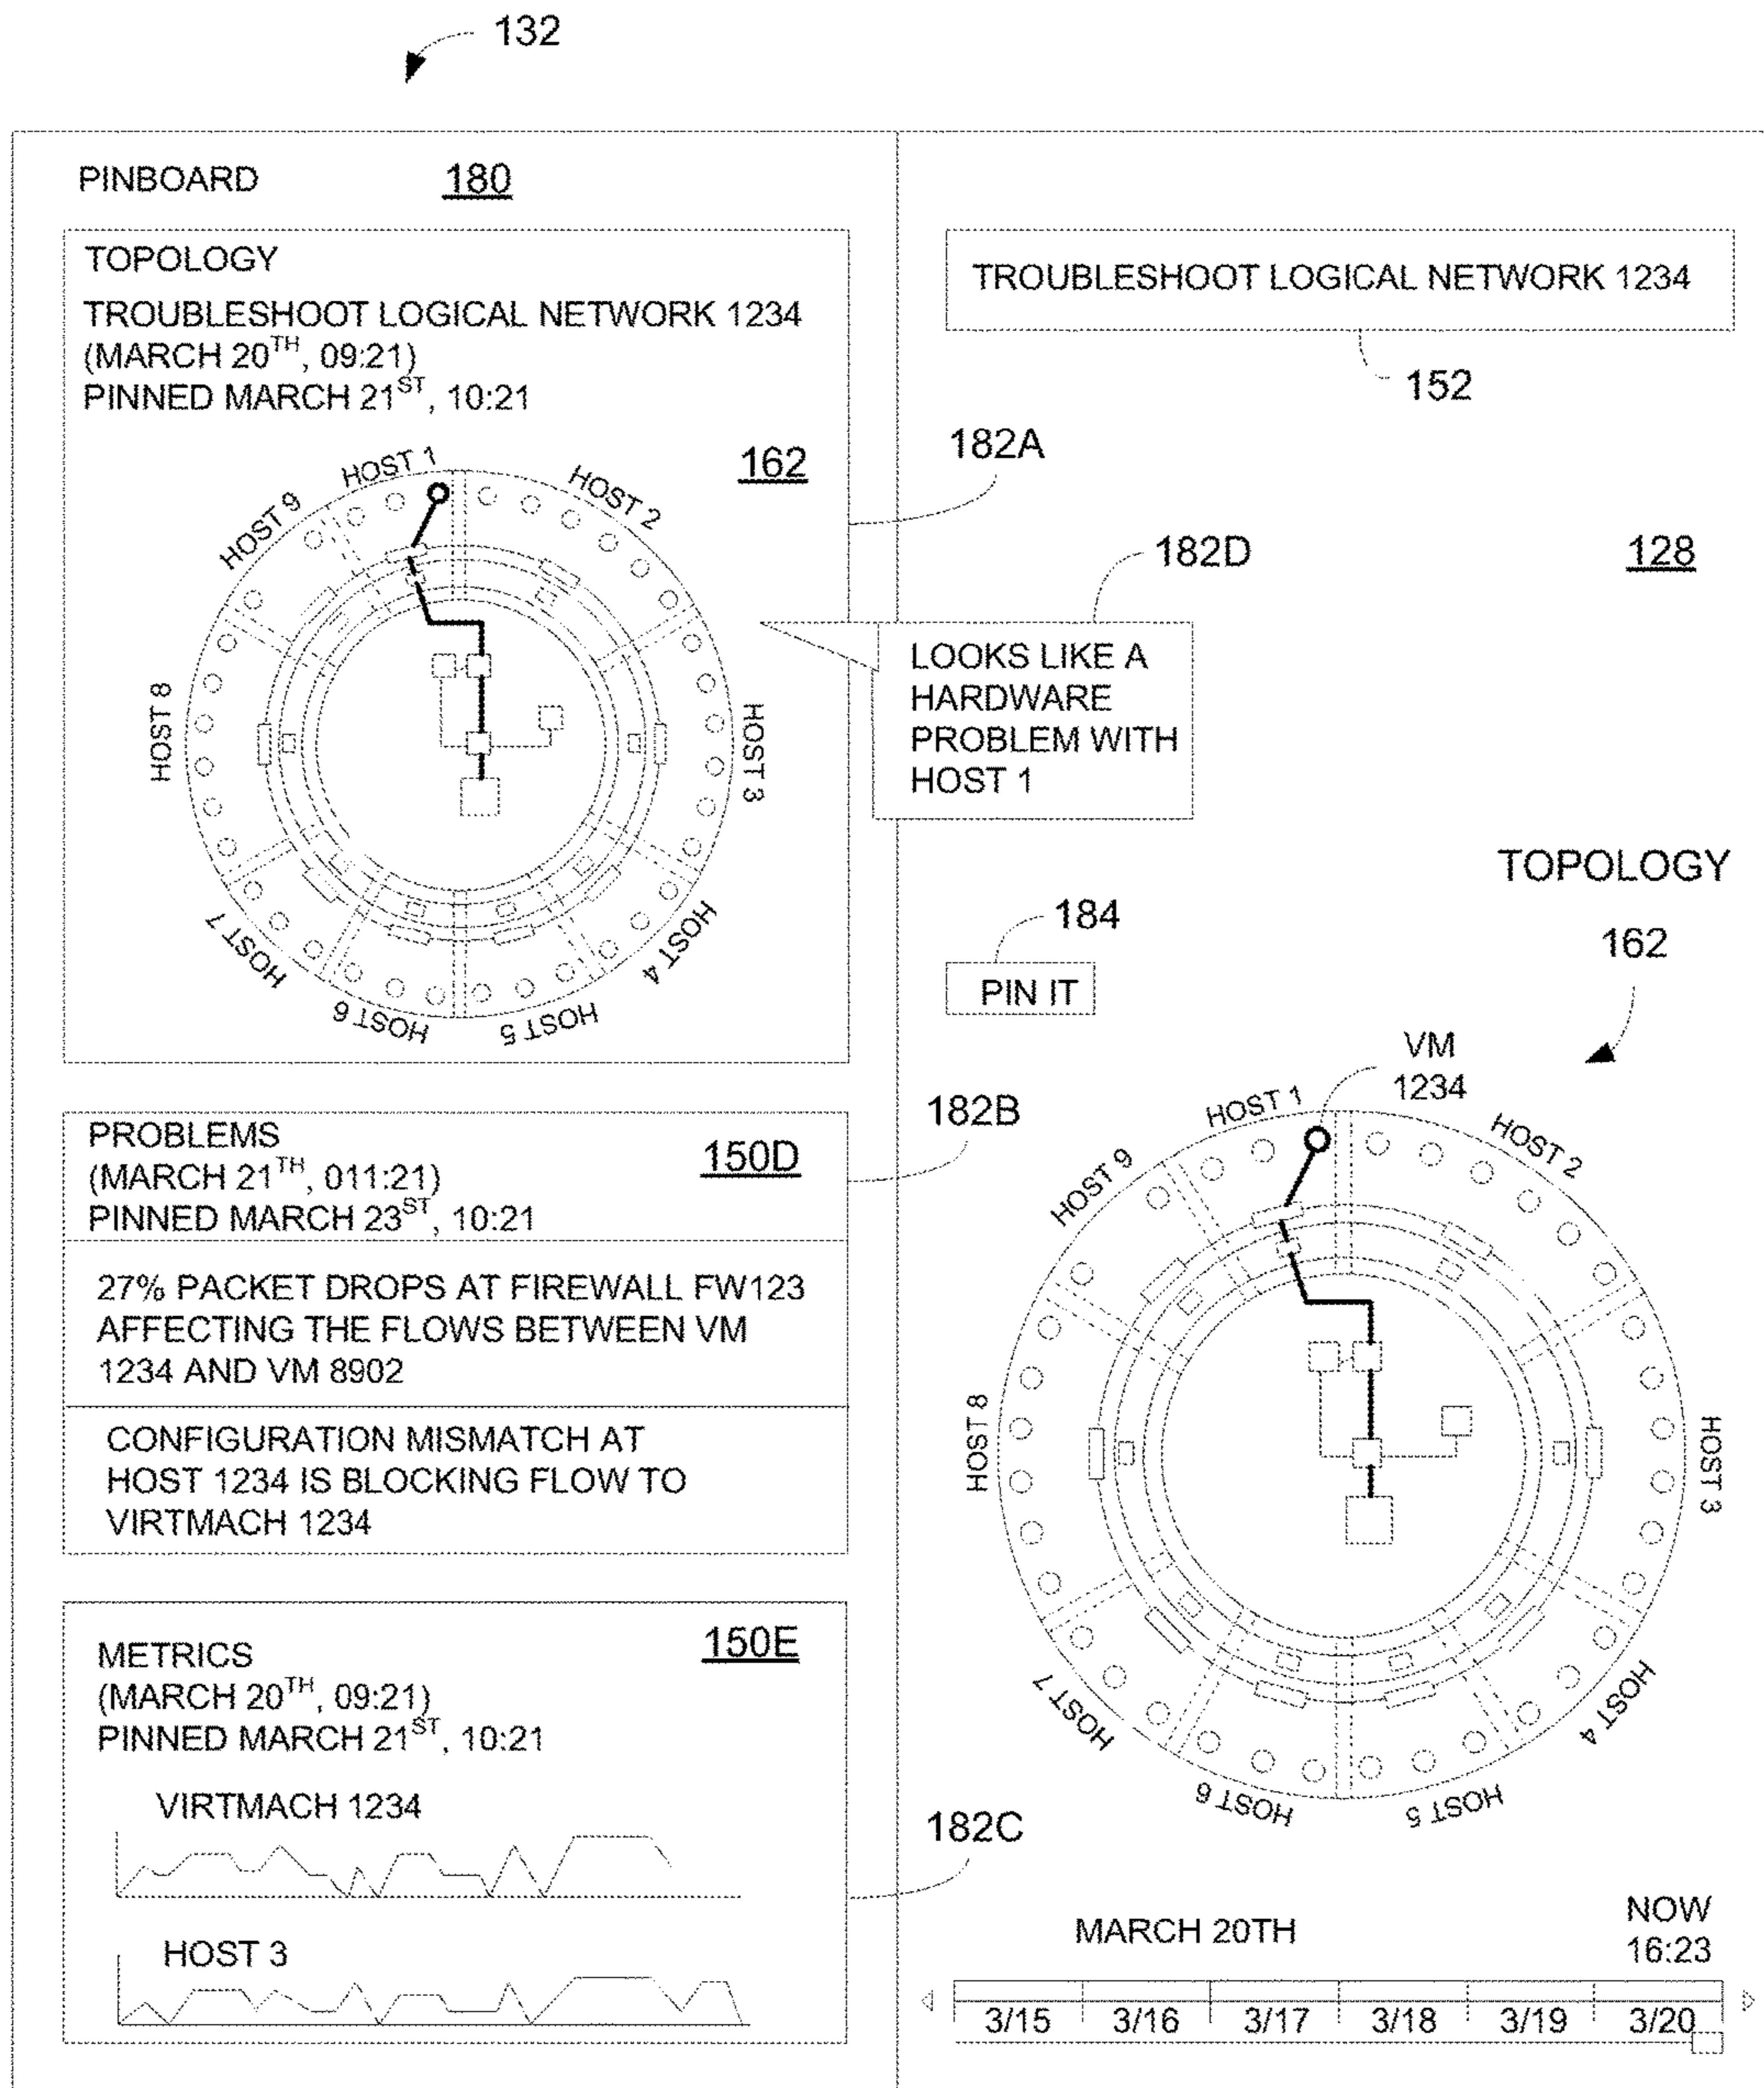 132
PINBOARD 180
TOPOLOGY
TROUBLESHOOT LOGICAL NETWORK 1234
(MARCH 20TH, 09:21)
PINNED MARCH 21ST, 10:21
162
HOST 1
HOST 2
HOST 3
HOST 4
HOST 5
HOST 6
HOST 7
HOST 8
HOST 9
182A
182D
LOOKS LIKE A
HARDWARE
PROBLEM WITH
HOST 1
PROBLEMS
(MARCH 21TH, 011:21)
PINNED MARCH 23ST, 10:21
150D
182B
27% PACKET DROPS AT FIREWALL FW123
AFFECTING THE FLOWS BETWEEN VM
1234 AND VM 8902
CONFIGURATION MISMATCH AT
HOST 1234 IS BLOCKING FLOW TO
VIRTMACH 1234
METRICS
(MARCH 20TH, 09:21)
PINNED MARCH 21ST, 10:21
150E
VIRTMACH 1234
HOST 3
182C
TROUBLESHOOT LOGICAL NETWORK 1234
152
128
TOPOLOGY
162
184
PIN IT
VM
1234
HOST 1
HOST 2
HOST 3
HOST 4
HOST 5
HOST 6
HOST 7
HOST 8
HOST 9
MARCH 20TH
NOW
16:23
3/15 3/16 3/17 3/18 3/19 3/20